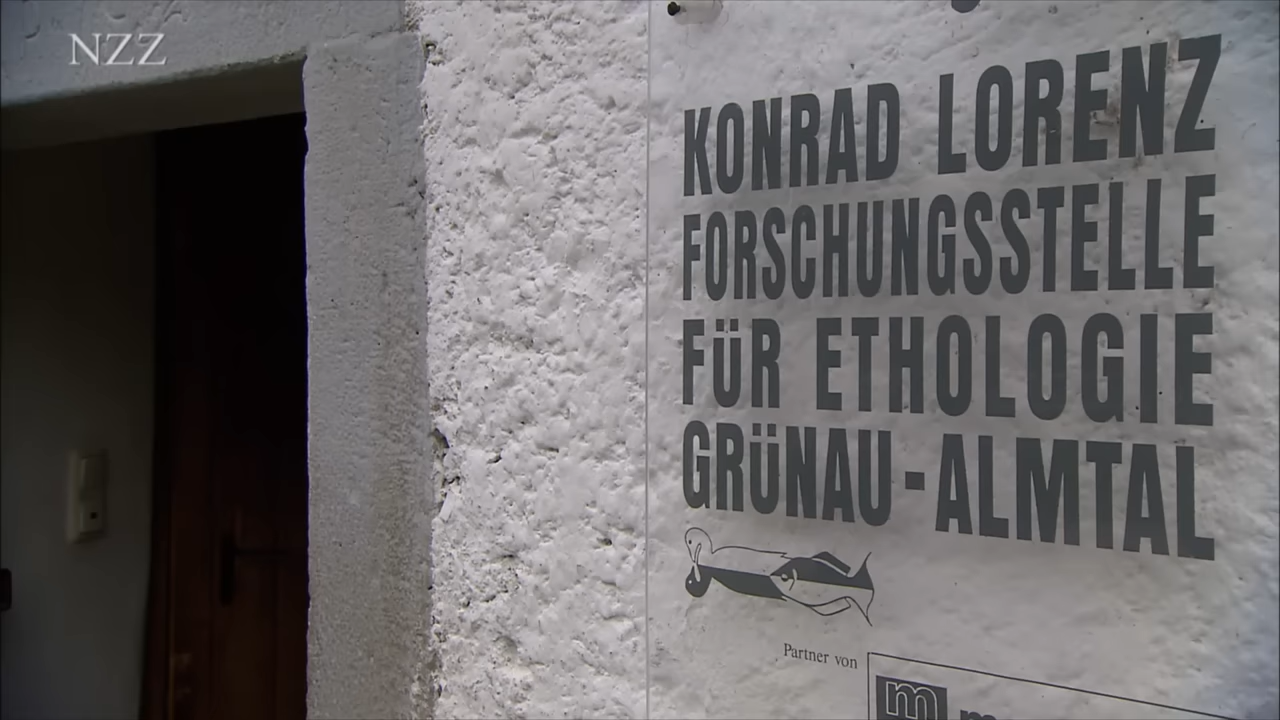 NZZ
KONRAD LORENZ
FORSCHUNGSSTELLE
FÜR ETHOLOGIE
GRÜNAU-ALMTAL
Partner von
m